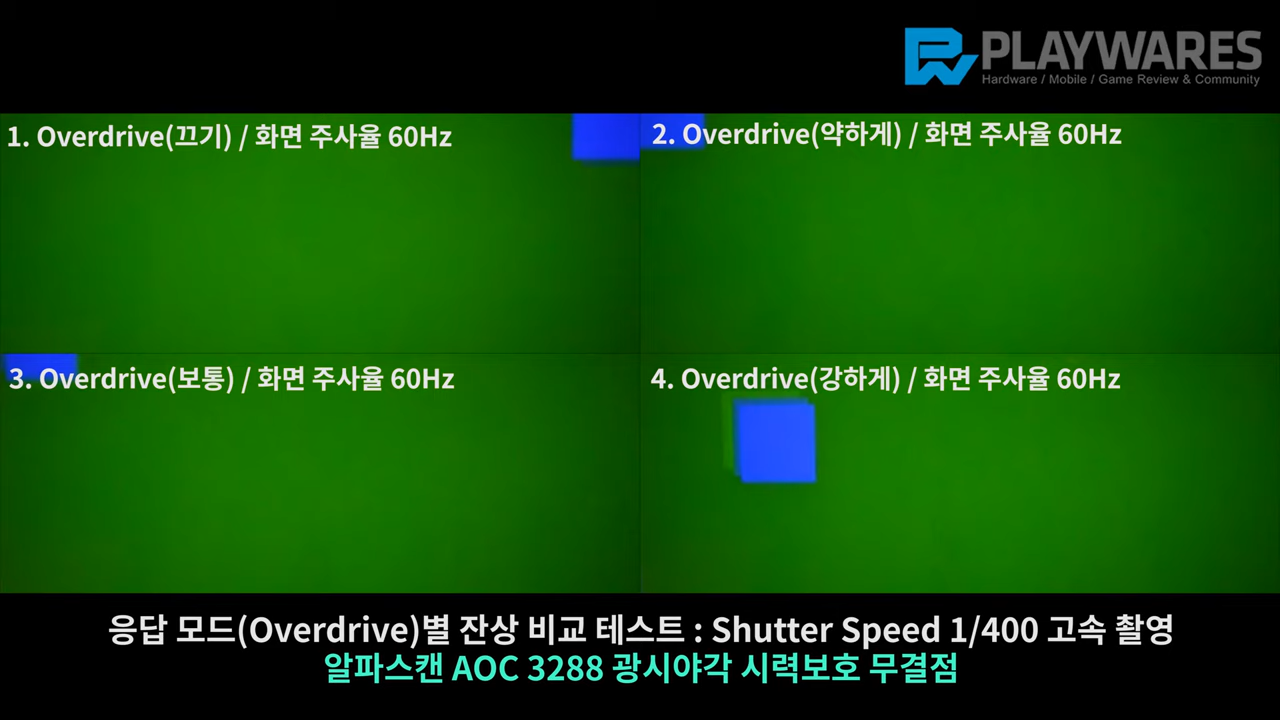 PLAYWARES
Hardware / Mobile / Game Review & Community
1. Overdrive(끄기) / 화면 주사율 60Hz
2. Overdrive(약하게) / 화면 주사율 60Hz
3. Overdrive(보통) / 화면 주사율 60Hz
4. Overdrive(강하게) / 화면 주사율 60Hz
응답 모드(Overdrive)별 잔상 비교 테스트 : Shutter Speed 1/400 고속 촬영
알파스캔 AOC 3288 광시야각 시력보호 무결점